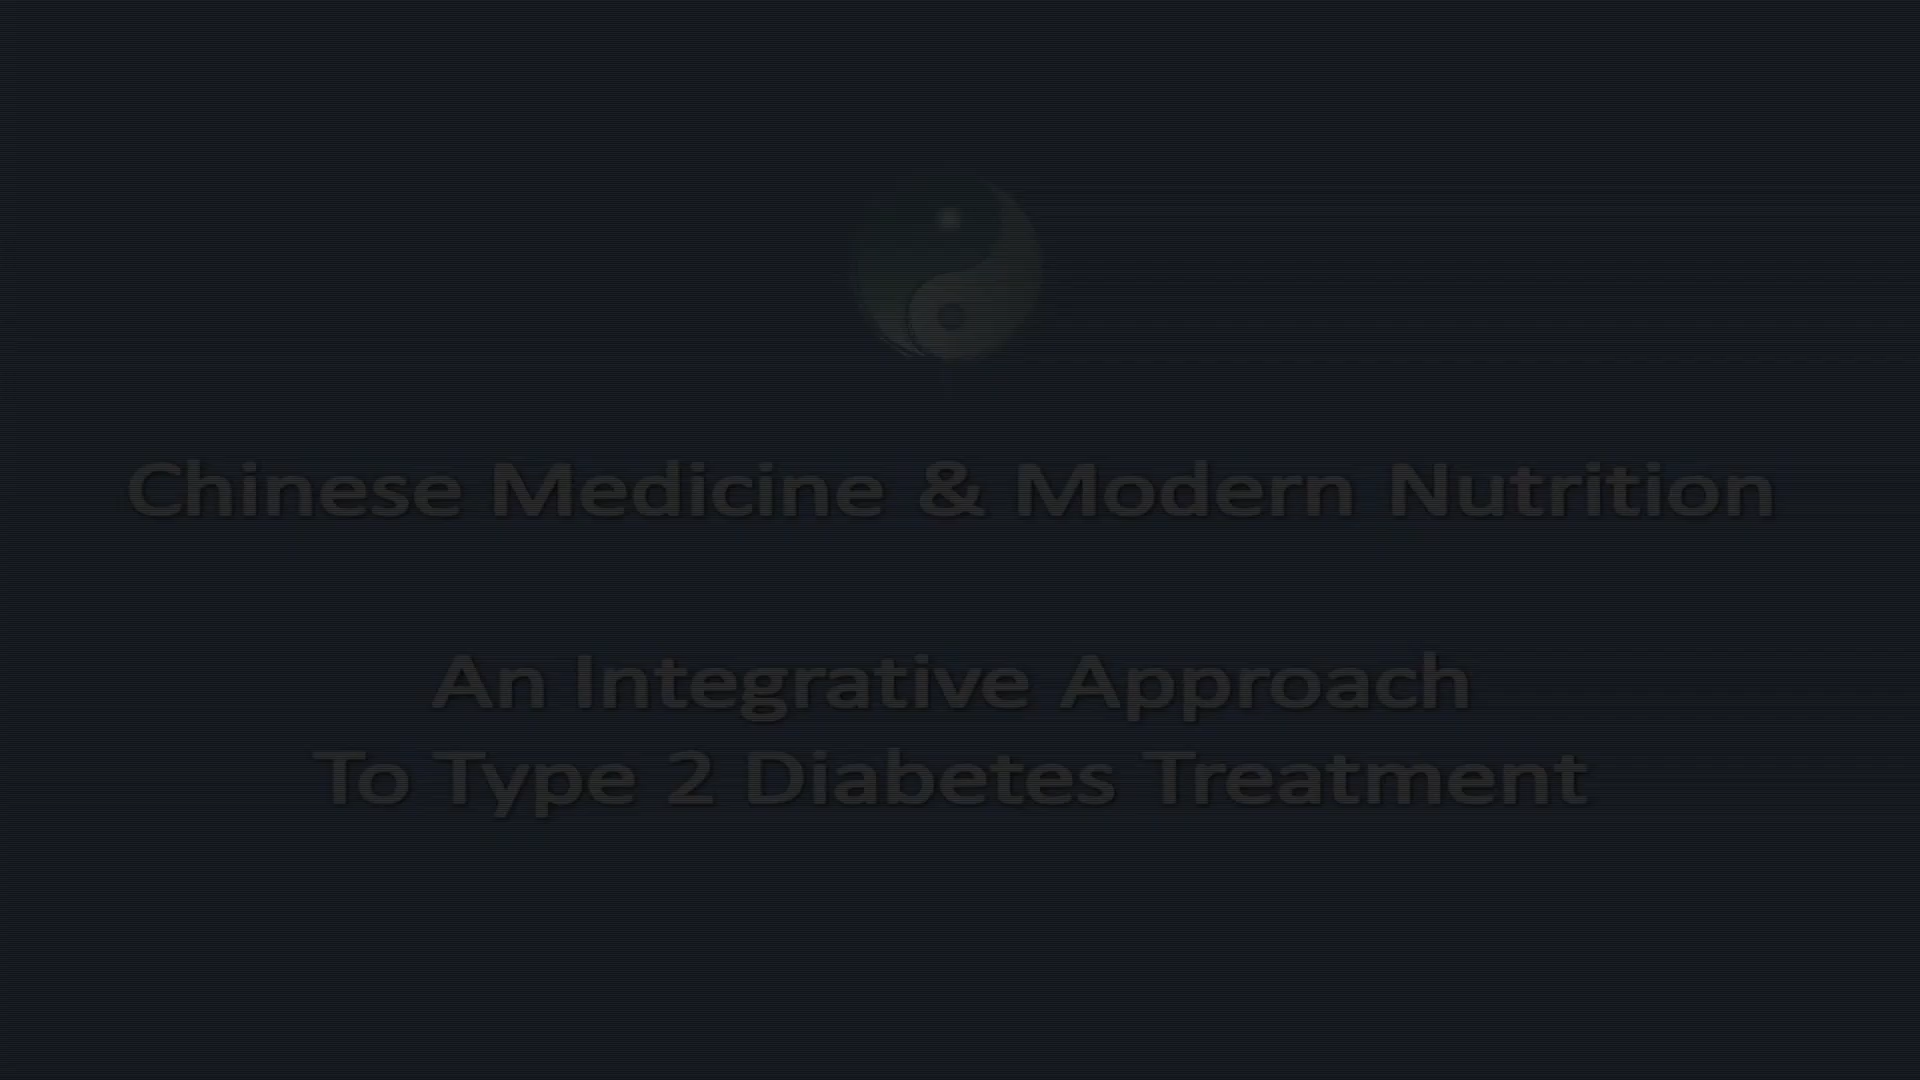 Chinese Medicine & Modern Nutrition
An Integrative Approach
To Type 2 Diabetes Treatment